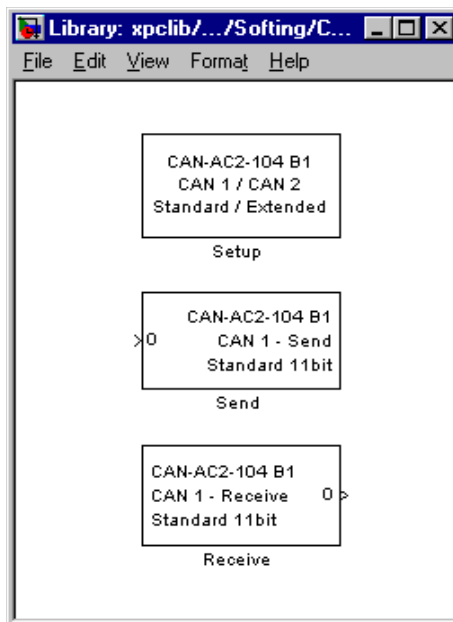 Library: xpclib/.../Softing/C...
File Edit View Format Help
CAN-AC2-104 B1
CAN 1 / CAN 2
Standard / Extended
Setup
CAN-AC2-104 B1
0 CAN 1 - Send
Standard 11bit
Send
CAN-AC2-104 B1
CAN 1 - Receive 0
Standard 11bit
Receive